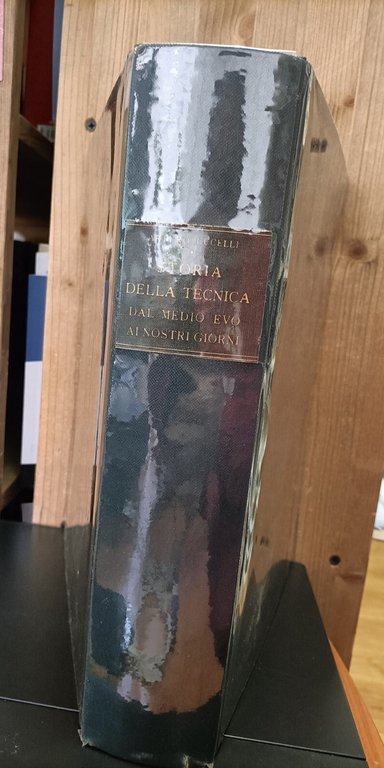 UCCELLI
STORIA
DELLA TECNICA
DAL MEDIO EVO
AI NOSTRI GIORNI